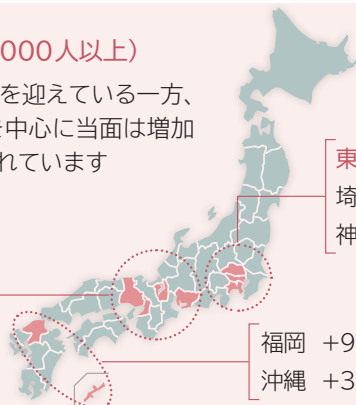 000人以上）
を迎えている一方、
を中心に当面は増加
れています
東
埼
神
福岡 +9
沖縄 +3